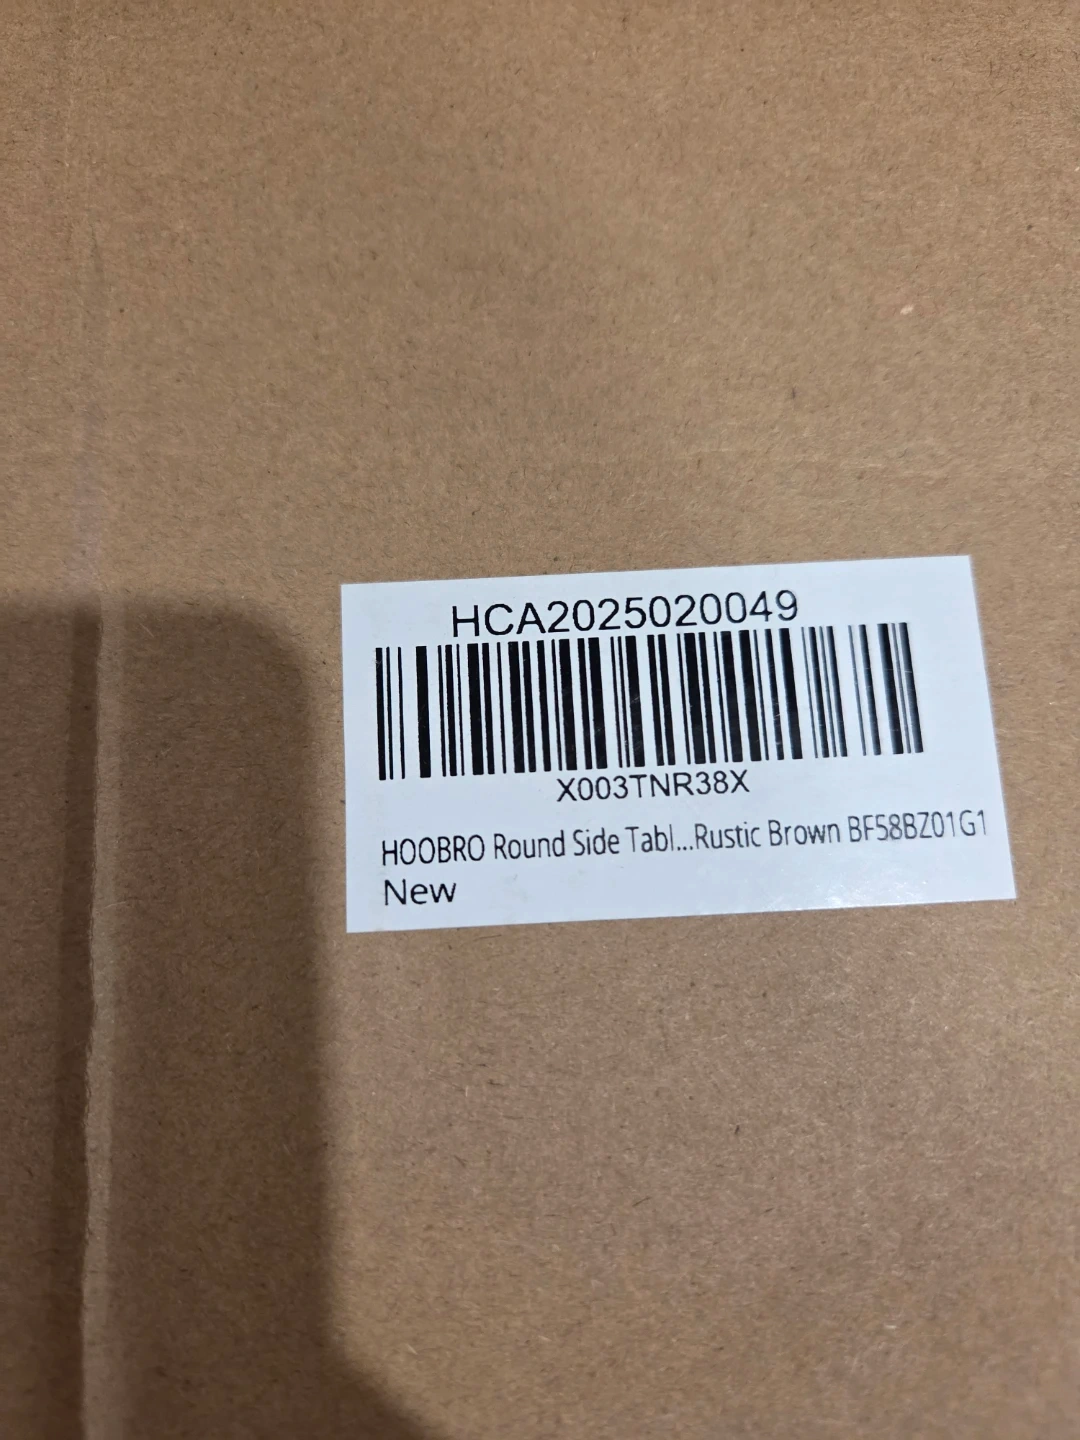 HCA2025020049
X003TNR38X
HOOBRO Round Side Tabl...Rustic Brown BF58BZ01G1
New